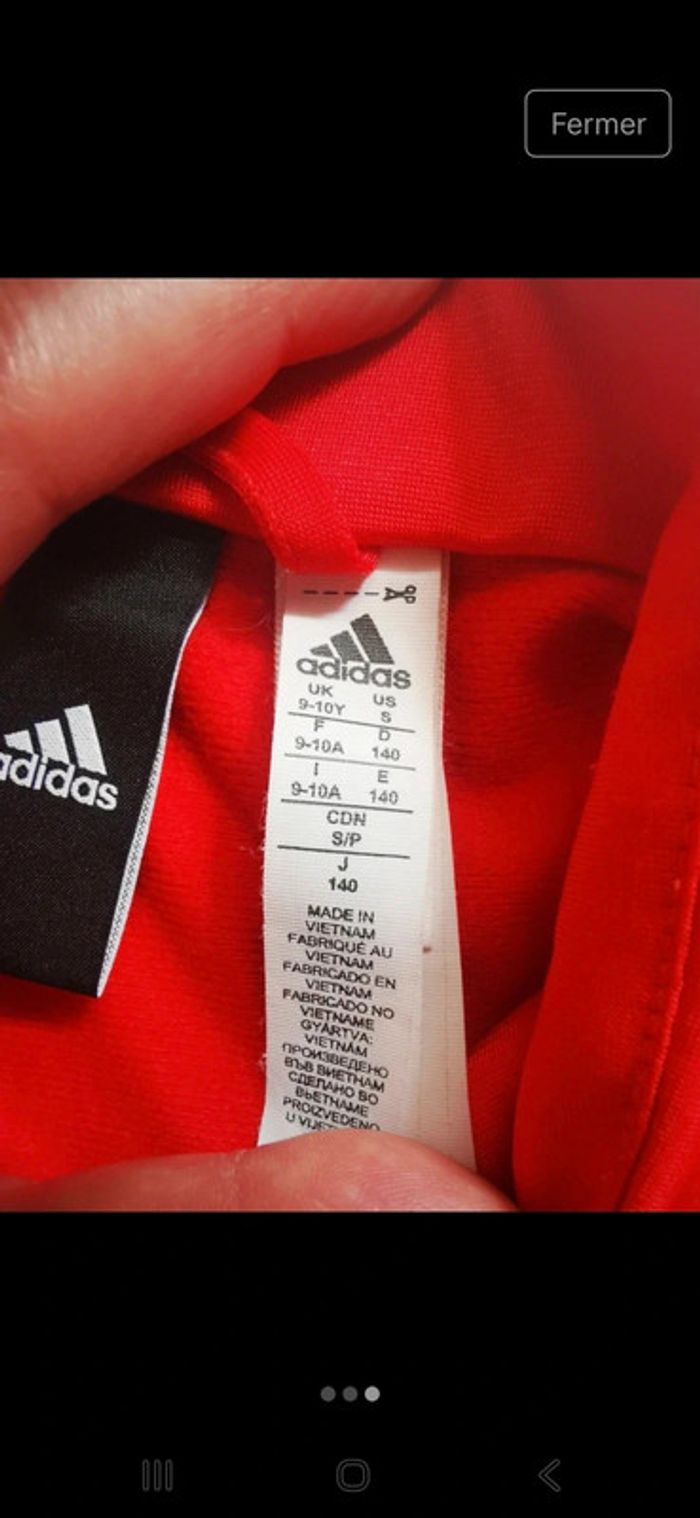 Fermer
adidas
adidas
UK US
9-10Y S
F D
9-10A 140
I E
9-10A 140
CDN
S/P
J
140
MADE IN
VIETNAM
FABRIQUÉ AU
VIETNAM
FABRICADO EN
VIETNAM
FABRICADO NO
VIETNAME
GYÁRTVA:
VIETNÁM
ПРОИЗВЕДЕНО
ВЪВ ВИЕТНАМ
СДЕЛАНО ВО
ВЬЕТНАМЕ
PROIZVEDENO